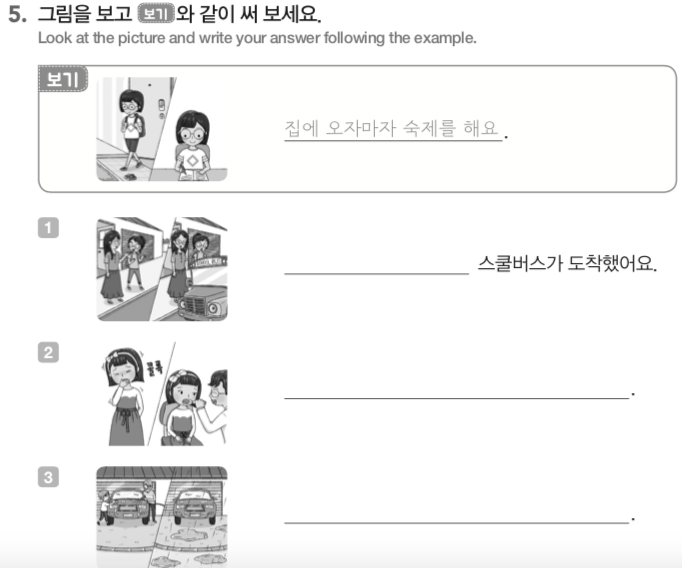 5. 그림을 보고 보기 와 같이 써 보세요.
Look at the picture and write your answer following the example.
보기
집에 오자마자 숙제를 해요.
1
스쿨버스가 도착했어요.
2
콜록
.
3
.